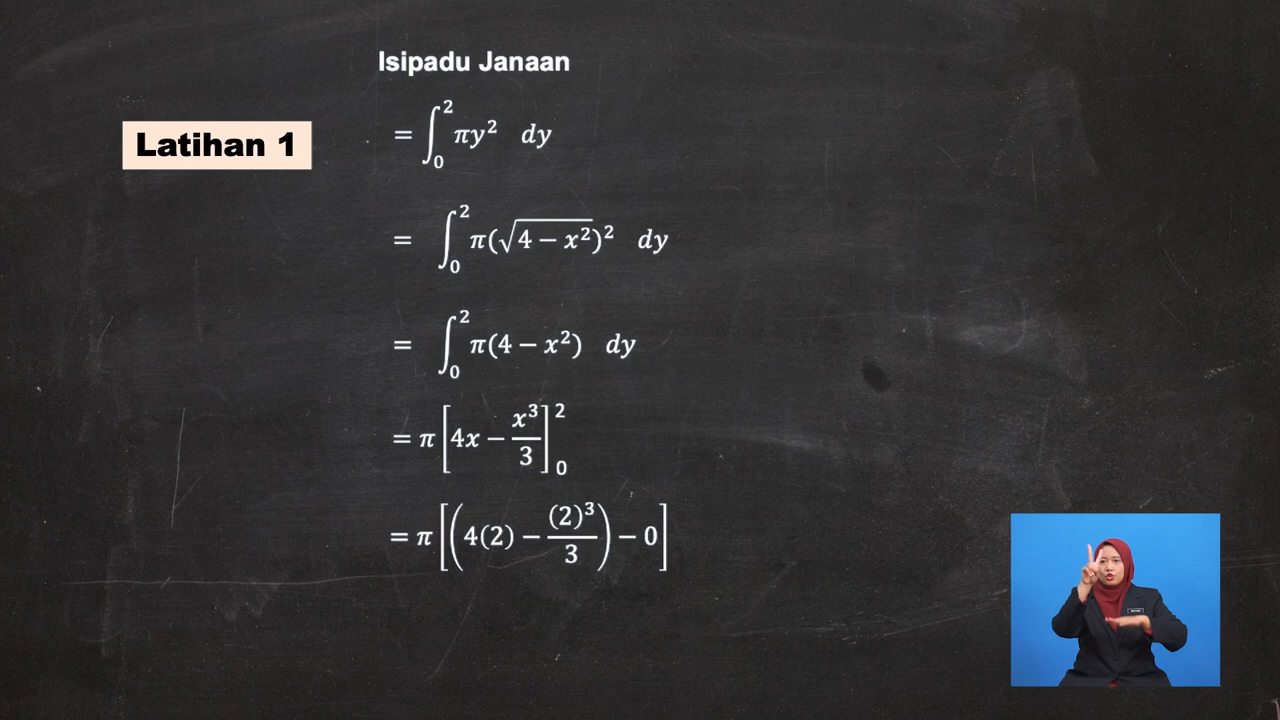 Isipadu Janaan
Latihan 1
= ∫₀² πy² dy
= ∫₀² π(√(4 − x²))² dy
= ∫₀² π(4 − x²) dy
= π [4x − x³/3]₀²
= π [(4(2) − (2)³/3) − 0]